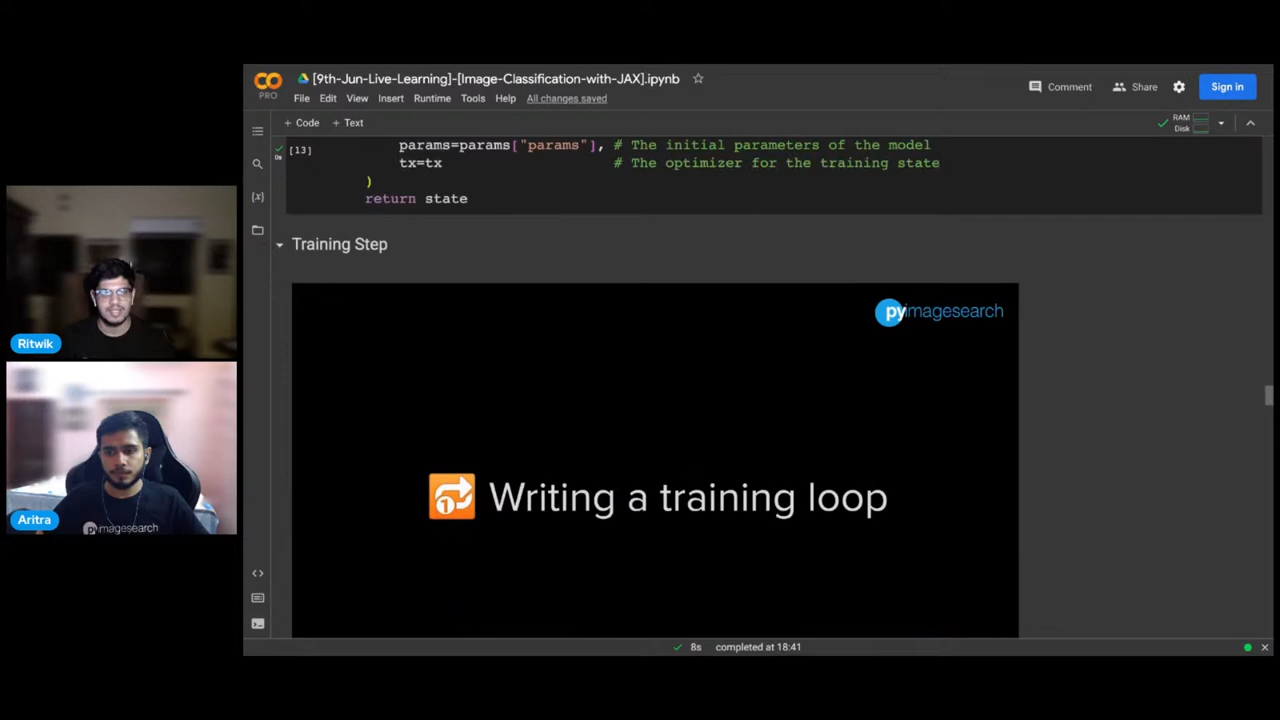 [9th-Jun-Live-Learning]-[Image-Classification-with-JAX].ipynb
PRO
File Edit View Insert Runtime Tools Help All changes saved
Comment Share Sign in
+ Code + Text
RAM
Disk
[13]
0s
params=params["params"], # The initial parameters of the model
tx=tx # The optimizer for the training state
)
return state
Training Step
pyimagesearch
Writing a training loop
1
Ritwik
Aritra
pyimagesearch
{x}
8s completed at 18:41